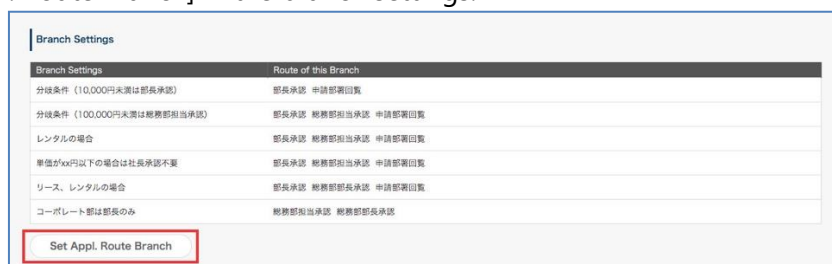 Branch Settings
Branch Settings Route of this Branch
分岐条件（10,000円未満は部長承認） 部長承認 申請部署回覧
分岐条件（100,000円未満は総務部担当承認） 部長承認 総務部担当承認 申請部署回覧
レンタルの場合 部長承認 総務部担当承認 申請部署回覧
単価がxx円以下の場合は社長承認不要 部長承認 総務部担当承認 申請部署回覧
リース、レンタルの場合 部長承認 総務部部長承認 申請部署回覧
コーポレート部は部長のみ 総務部担当承認 総務部部長承認
Set Appl. Route Branch